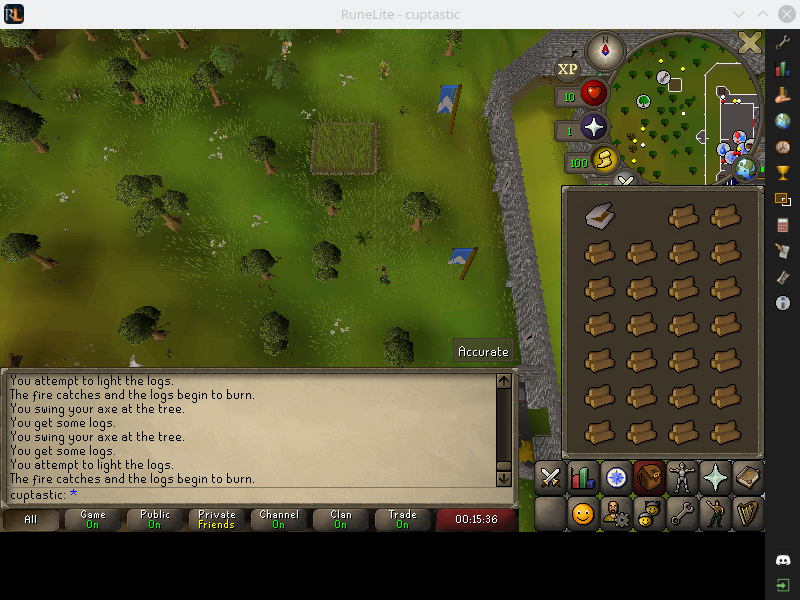 RuneLite - cuptastic
N
XP
10
1
100
Accurate
You attempt to light the logs.
The fire catches and the logs begin to burn.
You swing your axe at the tree.
You get some logs.
You swing your axe at the tree.
You get some logs.
You attempt to light the logs.
The fire catches and the logs begin to burn.
cuptastic: *
All
Game
On
Public
On
Private
Friends
Channel
On
Clan
On
Trade
On
00:15:36